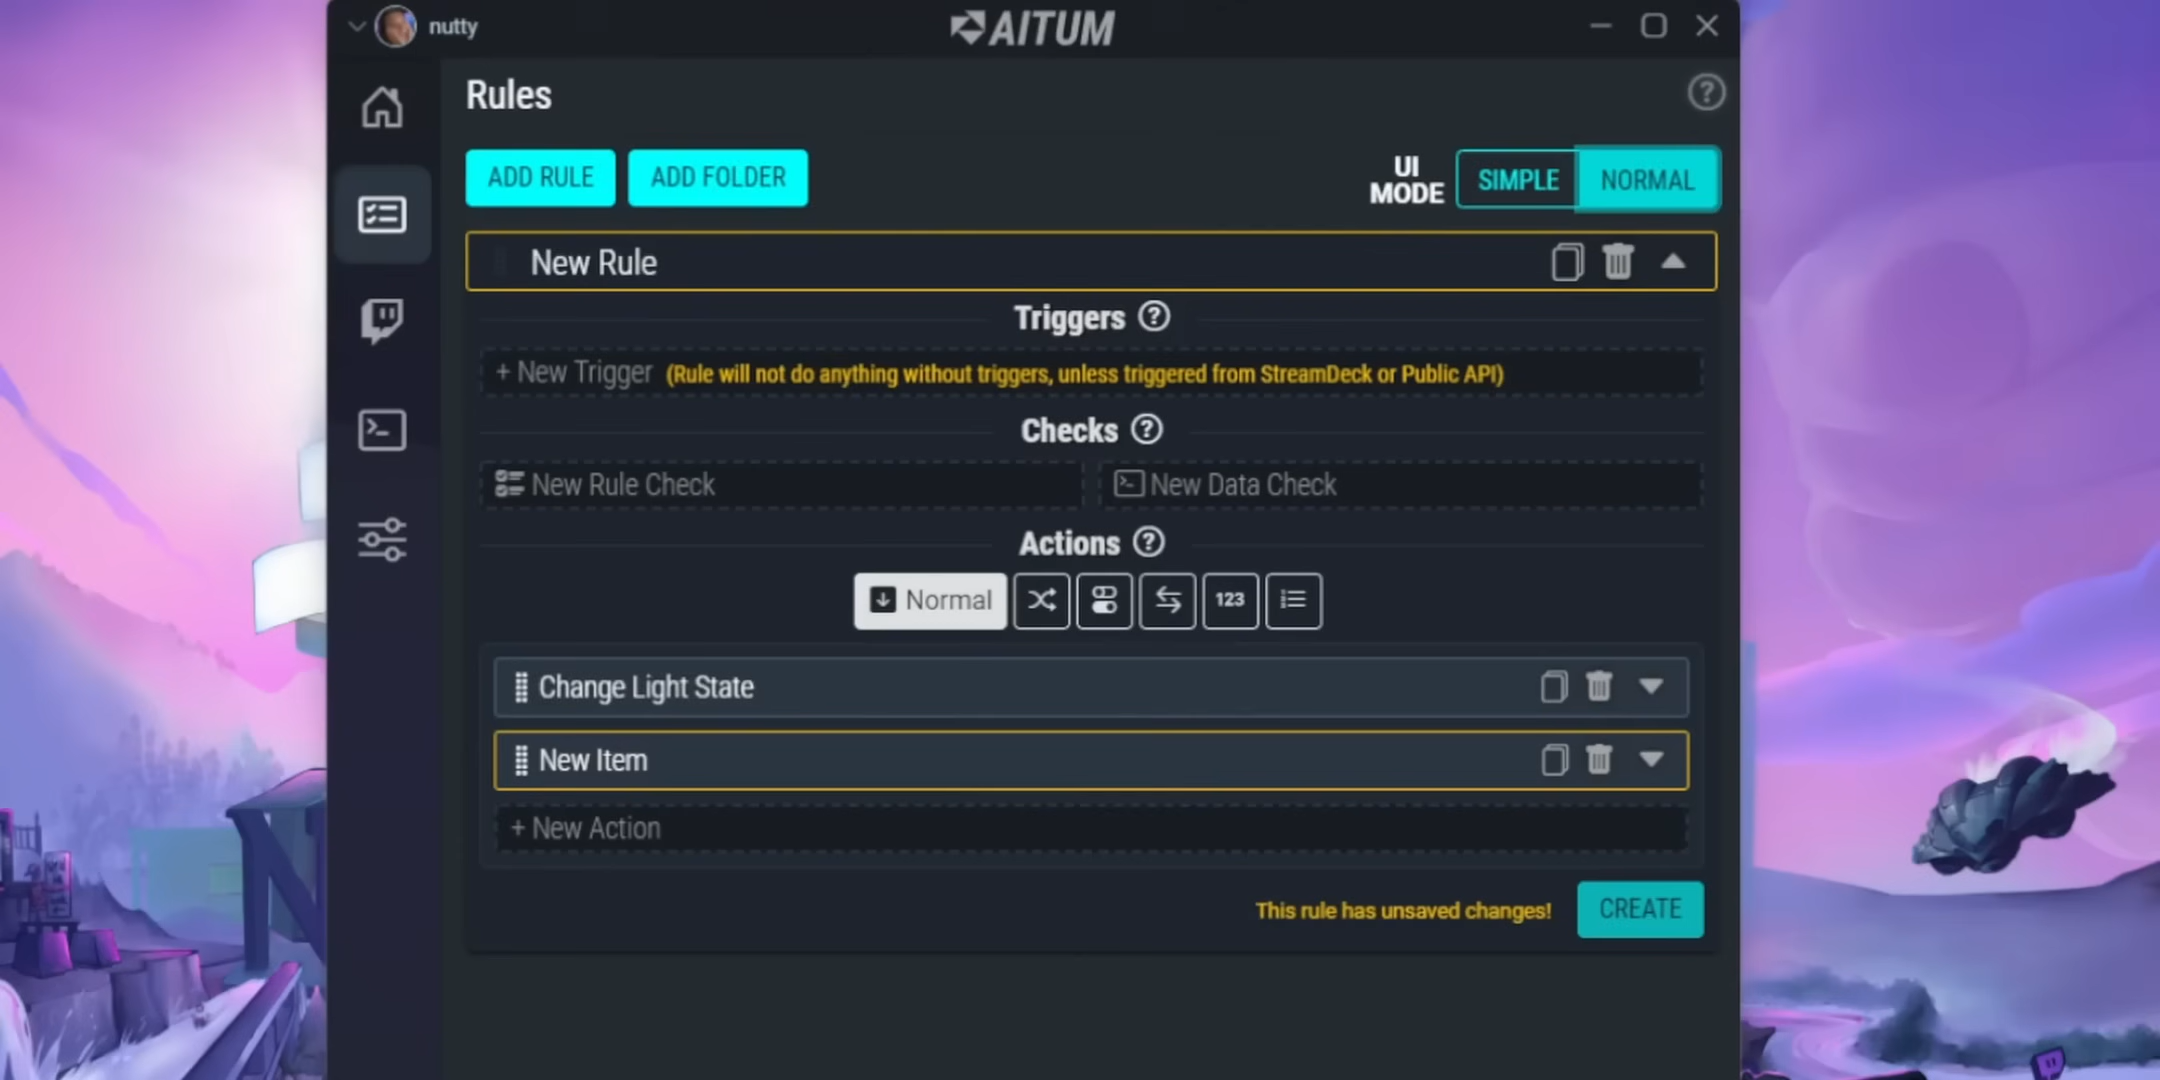 nutty
AITUM
Rules
ADD RULE
ADD FOLDER
UI
MODE
SIMPLE
NORMAL
New Rule
Triggers ?
+ New Trigger (Rule will not do anything without triggers, unless triggered from StreamDeck or Public API)
Checks ?
New Rule Check
New Data Check
Actions ?
Normal
123
Change Light State
New Item
+ New Action
This rule has unsaved changes!
CREATE